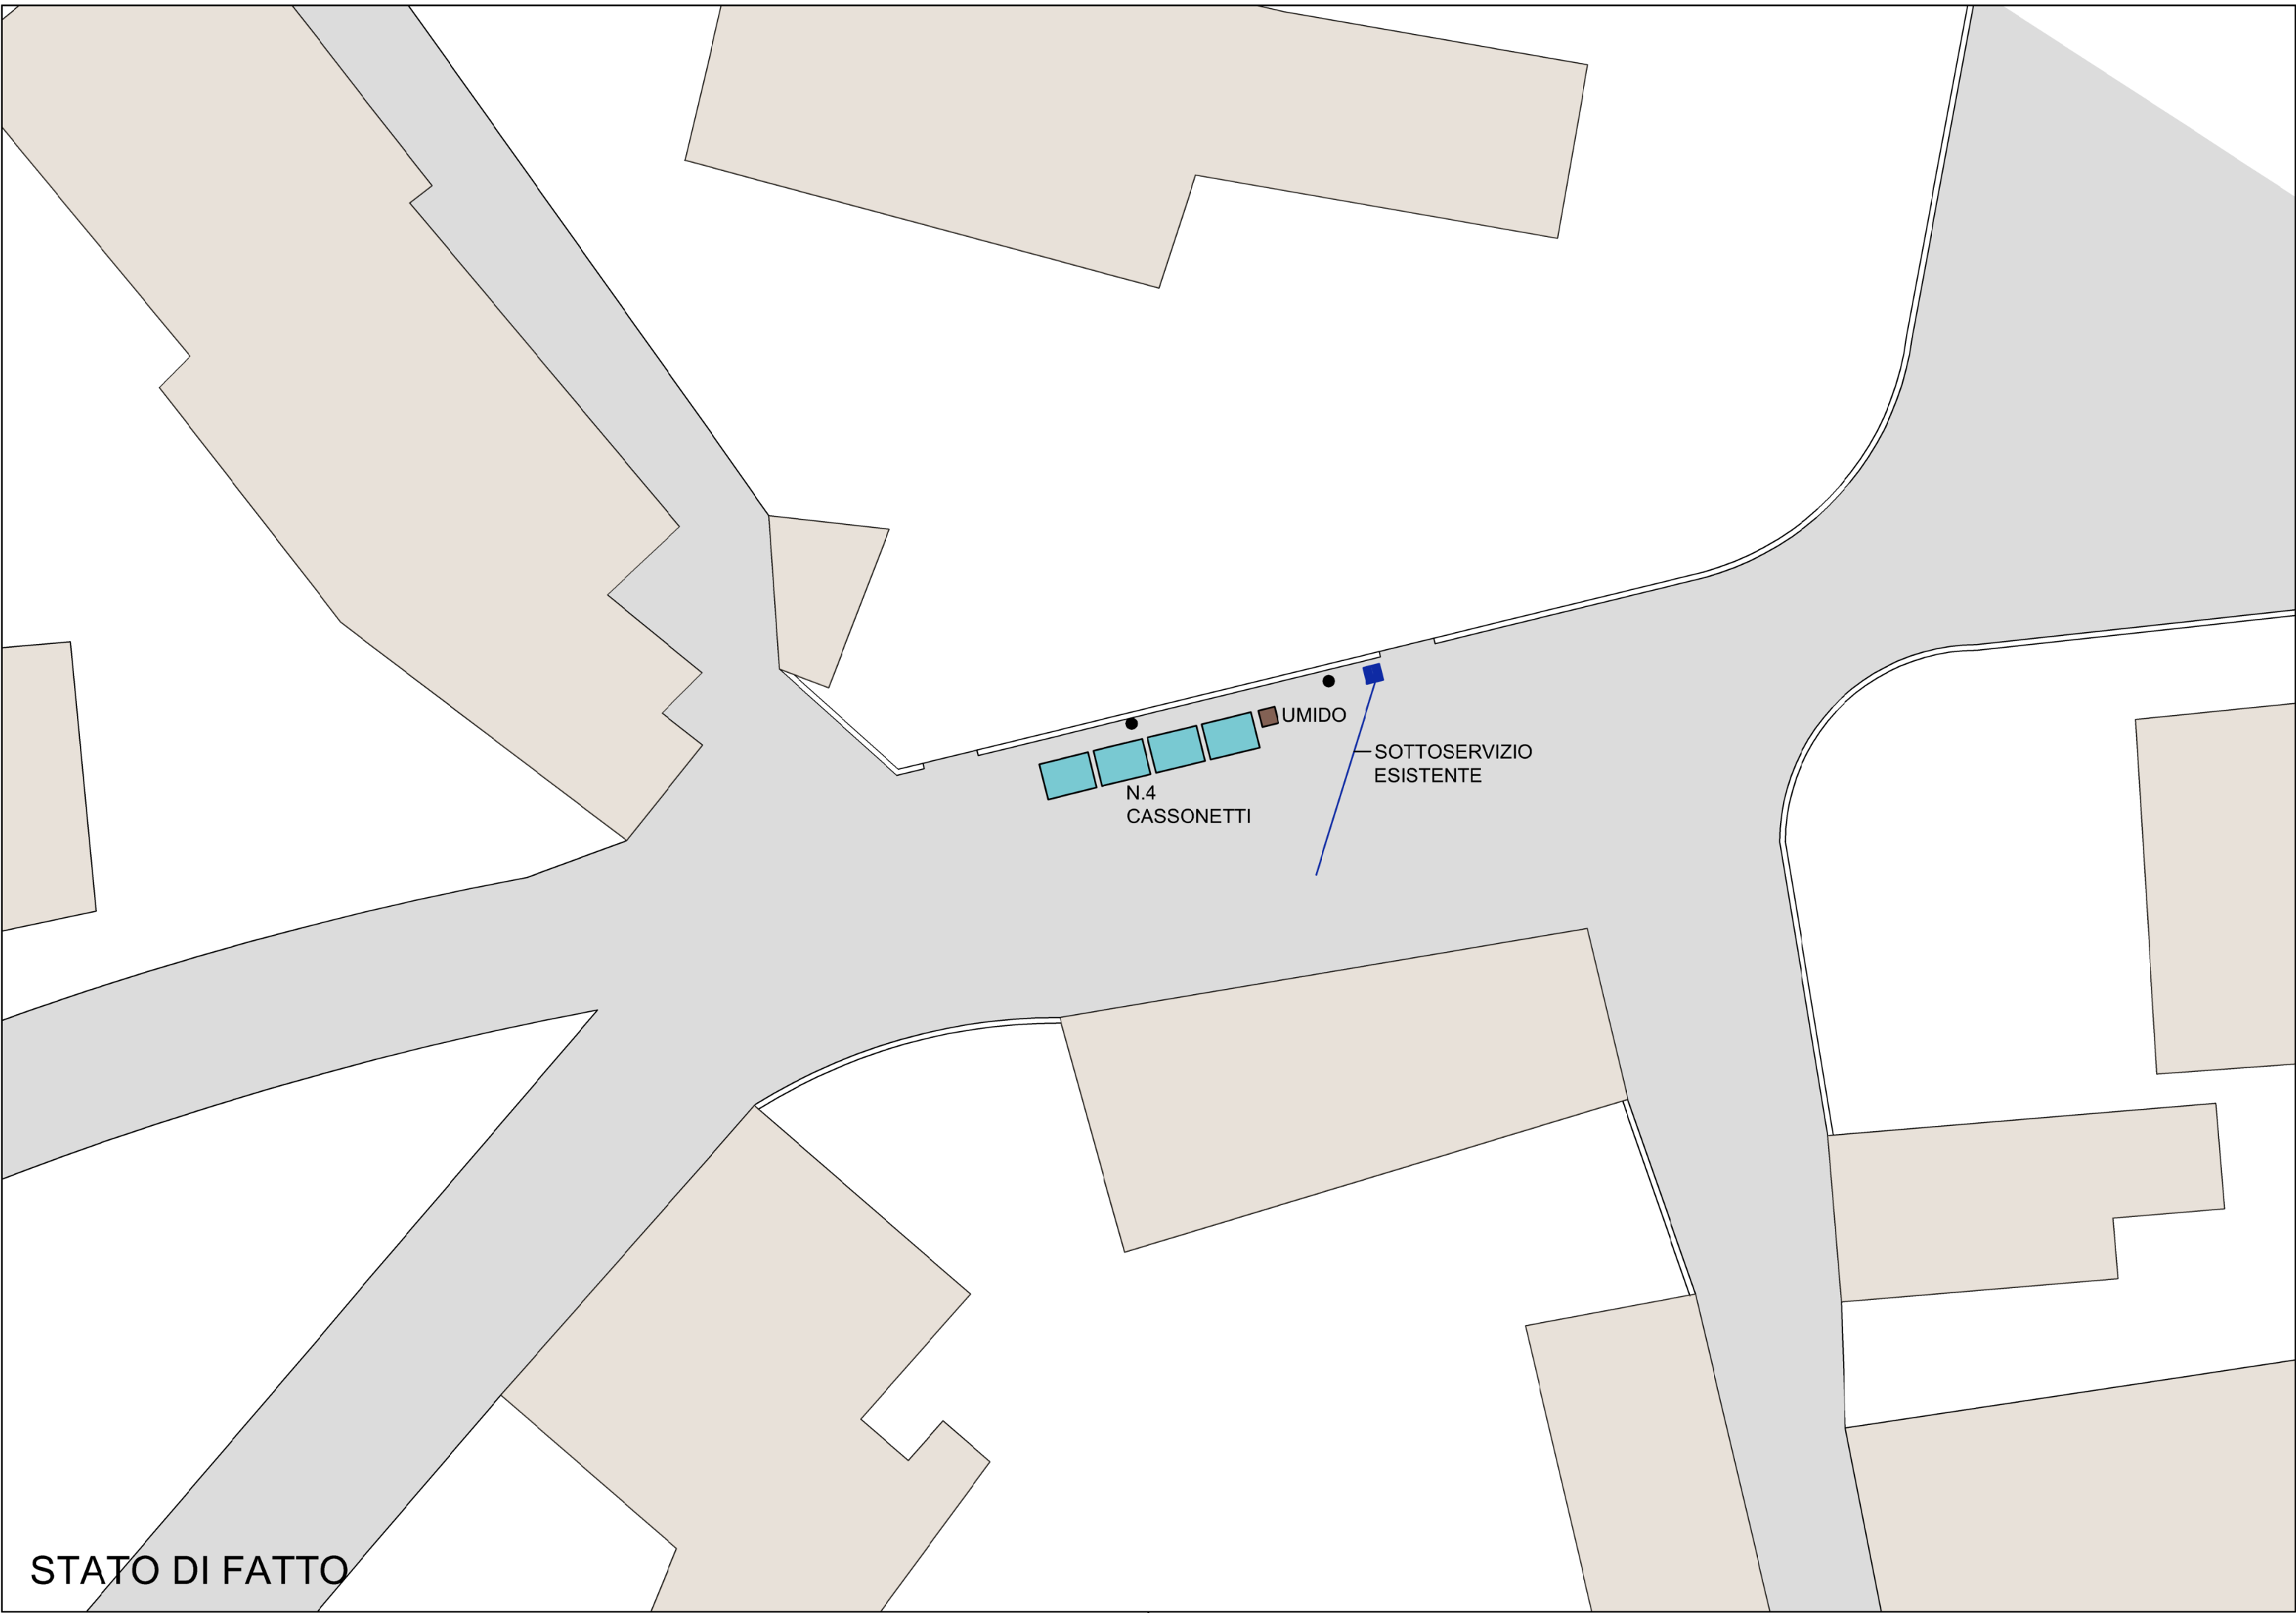 UMIDO
SOTTOSERVIZIO
ESISTENTE
N.4
CASSONETTI
STATO DI FATTO